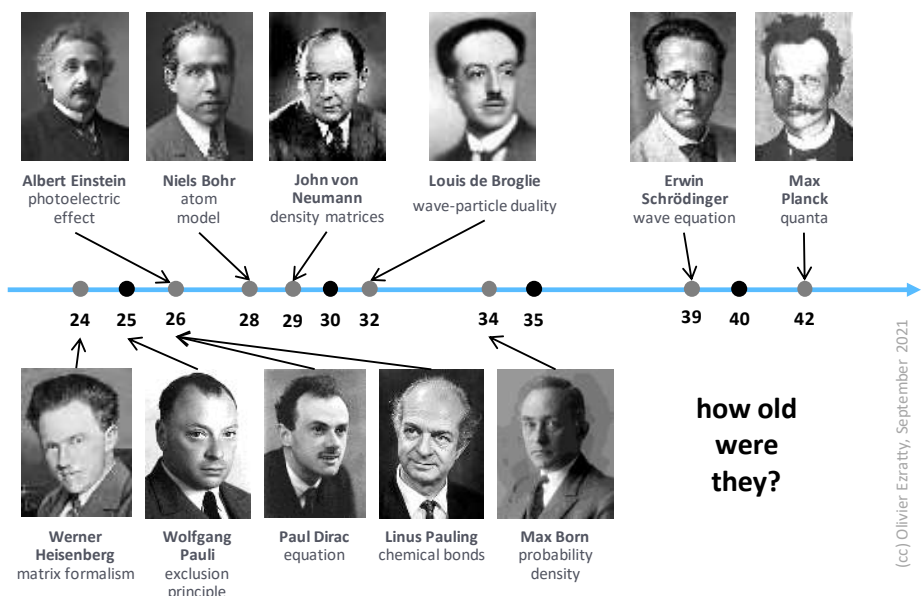 Albert Einstein
photoelectric
effect
Niels Bohr
atom
model
John von
Neumann
density matrices
Louis de Broglie
wave-particle duality
Erwin
Schrödinger
wave equation
Max
Planck
quanta
24
25
26
28
29
30
32
34
35
39
40
42
Werner
Heisenberg
matrix formalism
Wolfgang
Pauli
exclusion
principle
Paul Dirac
equation
Linus Pauling
chemical bonds
Max Born
probability
density
how old
were
they?
(cc) Olivier Ezratty, September 2021